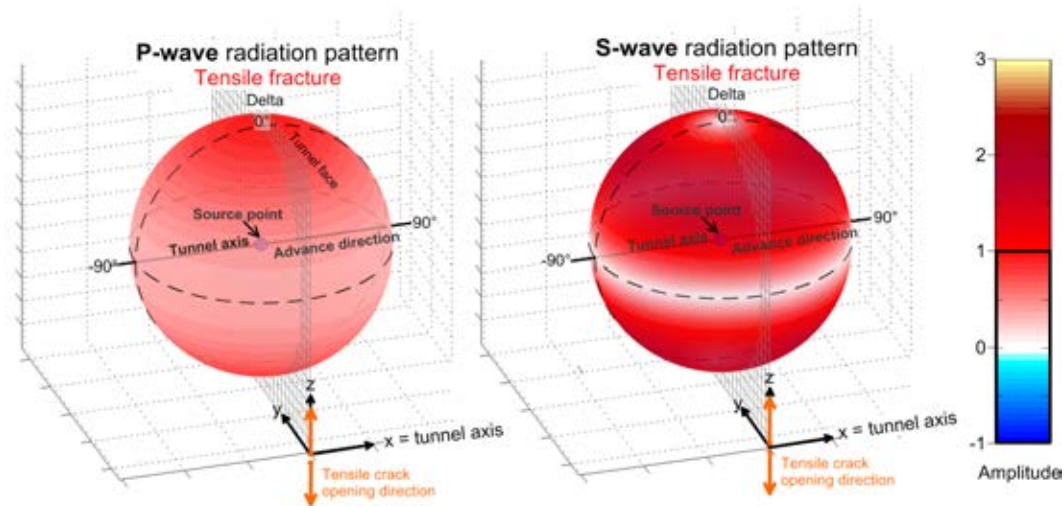 P-wave radiation pattern
Tensile fracture
Delta
0°
Tunnel face
Source point
Tunnel axis
Advance direction
90°
-90°
z
y
x = tunnel axis
Tensile crack
opening direction
S-wave radiation pattern
Tensile fracture
Delta
0°
Source point
Tunnel axis
Advance direction
90°
-90°
z
y
x = tunnel axis
Tensile crack
opening direction
3
2
1
0
-1
Amplitude